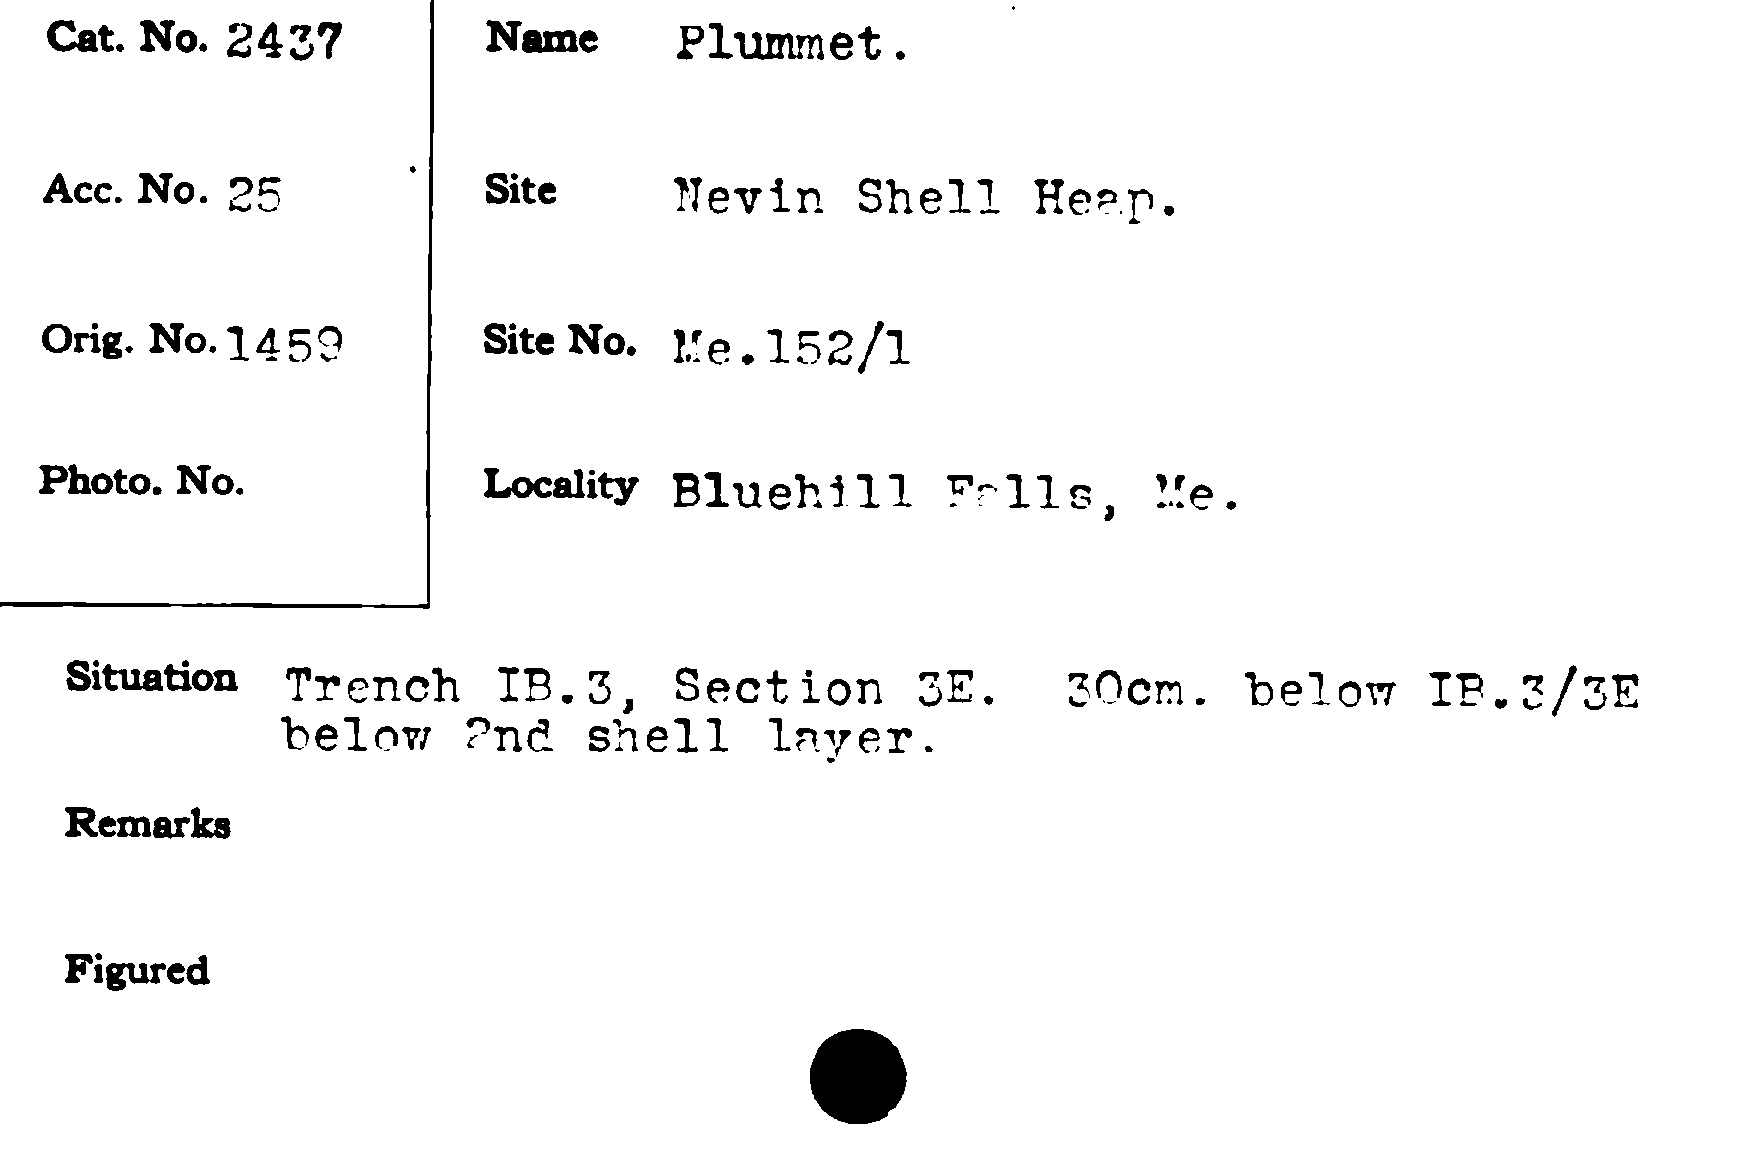 Cat. No. 2437
Name Plummet.
Acc. No. 25
Site Nevin Shell Heap.
Orig. No. 1459
Site No. Me.152/1
Photo. No.
Locality Bluehill Falls, Me.
Situation Trench IB.3, Section 3E. 30cm. below IB.3/3E
below 2nd shell layer.
Remarks
Figured